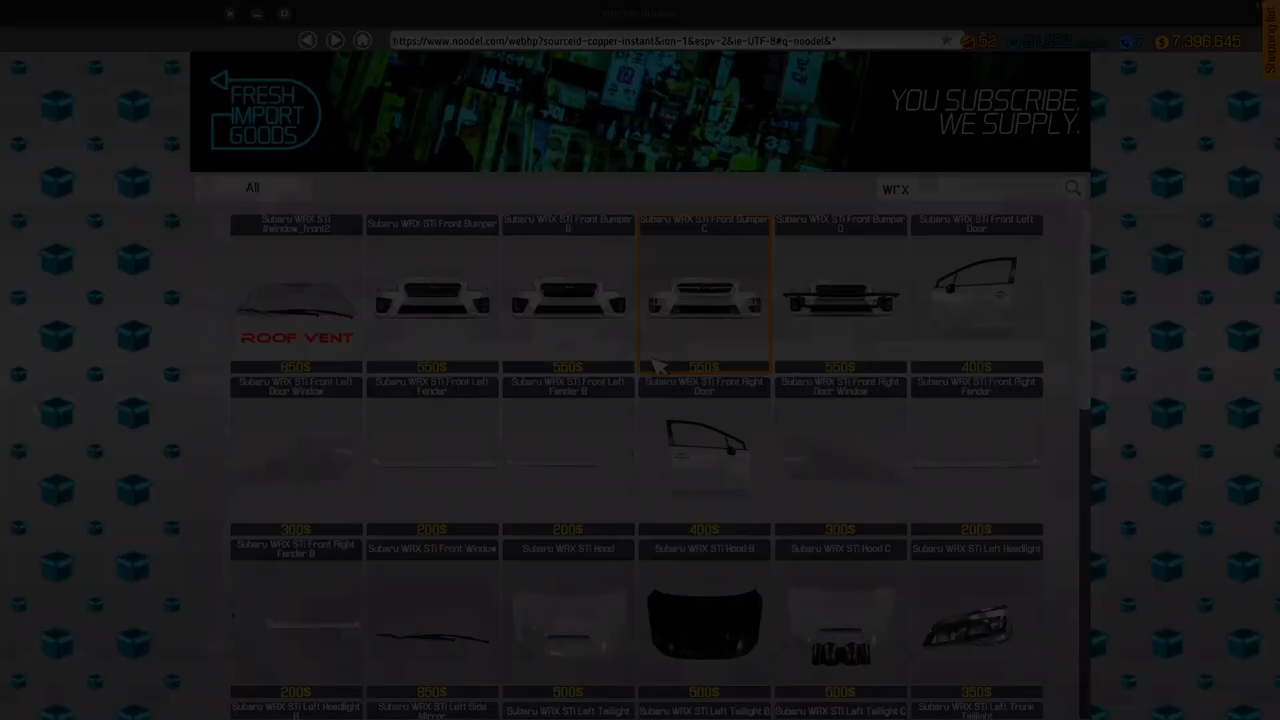 https://www.noodel.com/webhp?sourceid=copper-instant&ion=1&espv=2&ie=UTF-8#q=noodel&*
7,396,645
Shopping list
FRESH
IMPORT
GOODS
YOU SUBSCRIBE.
WE SUPPLY.
All
wr^x
Subaru WRX STi
#window_front2
Subaru WRX STi Front Bumper
Subaru WRX STi Front Bumper
B
Subaru WRX STi Front Bumper
C
Subaru WRX STi Front Bumper
D
Subaru WRX STi Front Left
Door
ROOF VENT
850$
550$
550$
550$
550$
400$
Subaru WRX STi Front Left
Door Window
Subaru WRX STi Front Left
Fender
Subaru WRX STi Front Left
Fender B
Subaru WRX STi Front Right
Door
Subaru WRX STi Front Right
Door Window
Subaru WRX STi Front Right
Fender
300$
200$
200$
400$
300$
200$
Subaru WRX STi Front Right
Fender B
Subaru WRX STi Front Window
Subaru WRX STi Hood
Subaru WRX STi Hood B
Subaru WRX STi Hood C
Subaru WRX STi Left Headlight
200$
850$
500$
500$
500$
350$
Subaru WRX STi Left Headlight
B
Subaru WRX STi Left Side
Mirror
Subaru WRX STi Left Taillight
Subaru WRX STi Left Taillight B
Subaru WRX STi Left Taillight C
Subaru WRX STi Left Trunk
Taillight